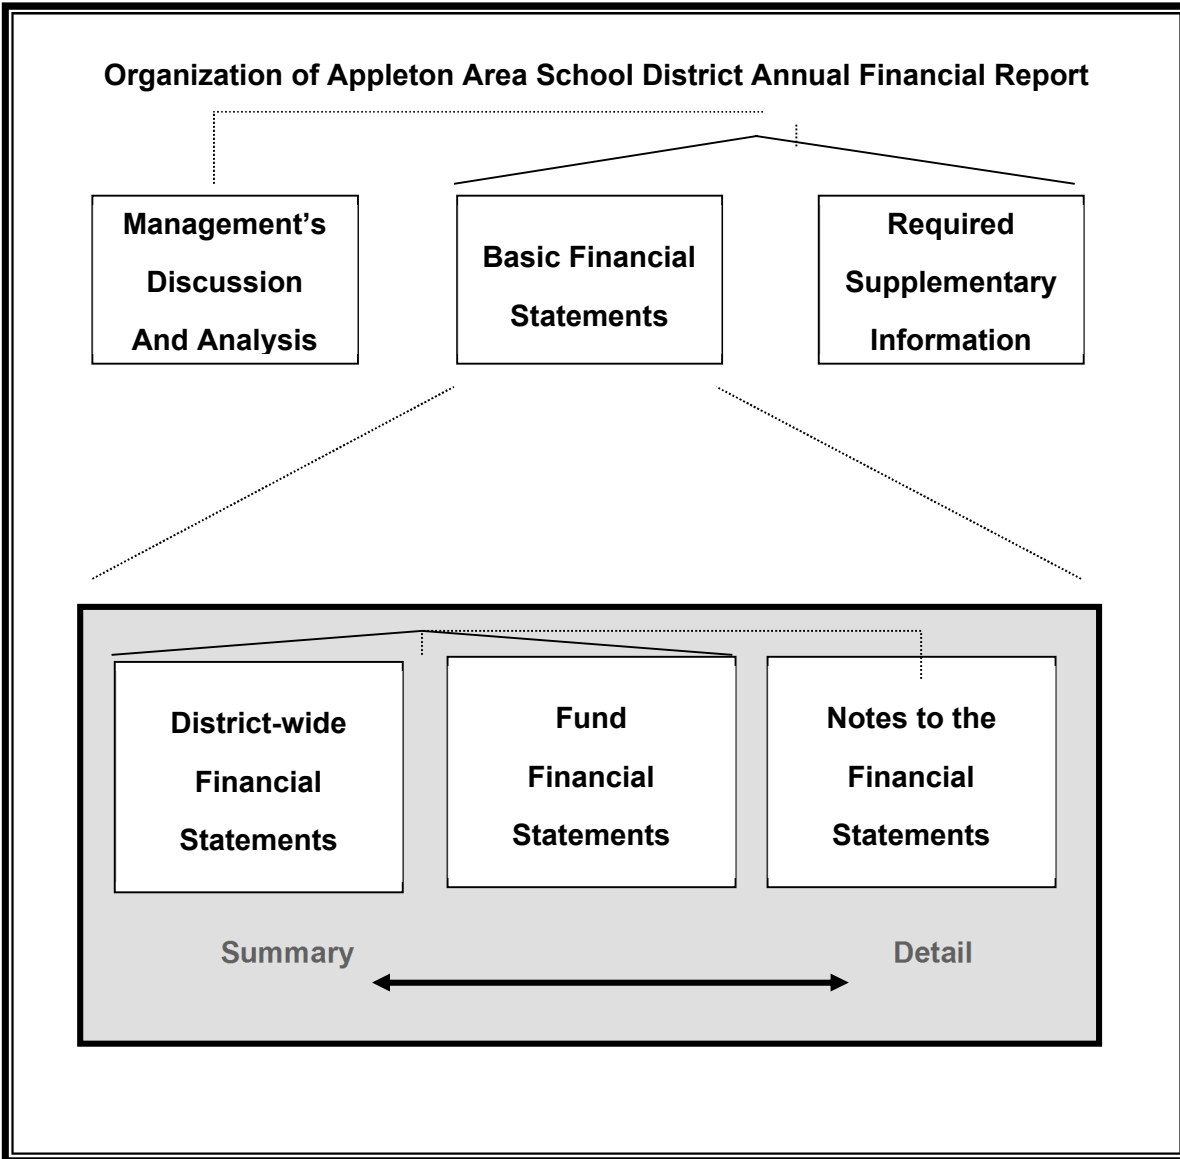 Organization of Appleton Area School District Annual Financial Report
Management’s
Discussion
And Analysis
Basic Financial
Statements
Required
Supplementary
Information
District-wide
Financial
Statements
Fund
Financial
Statements
Notes to the
Financial
Statements
Summary
Detail